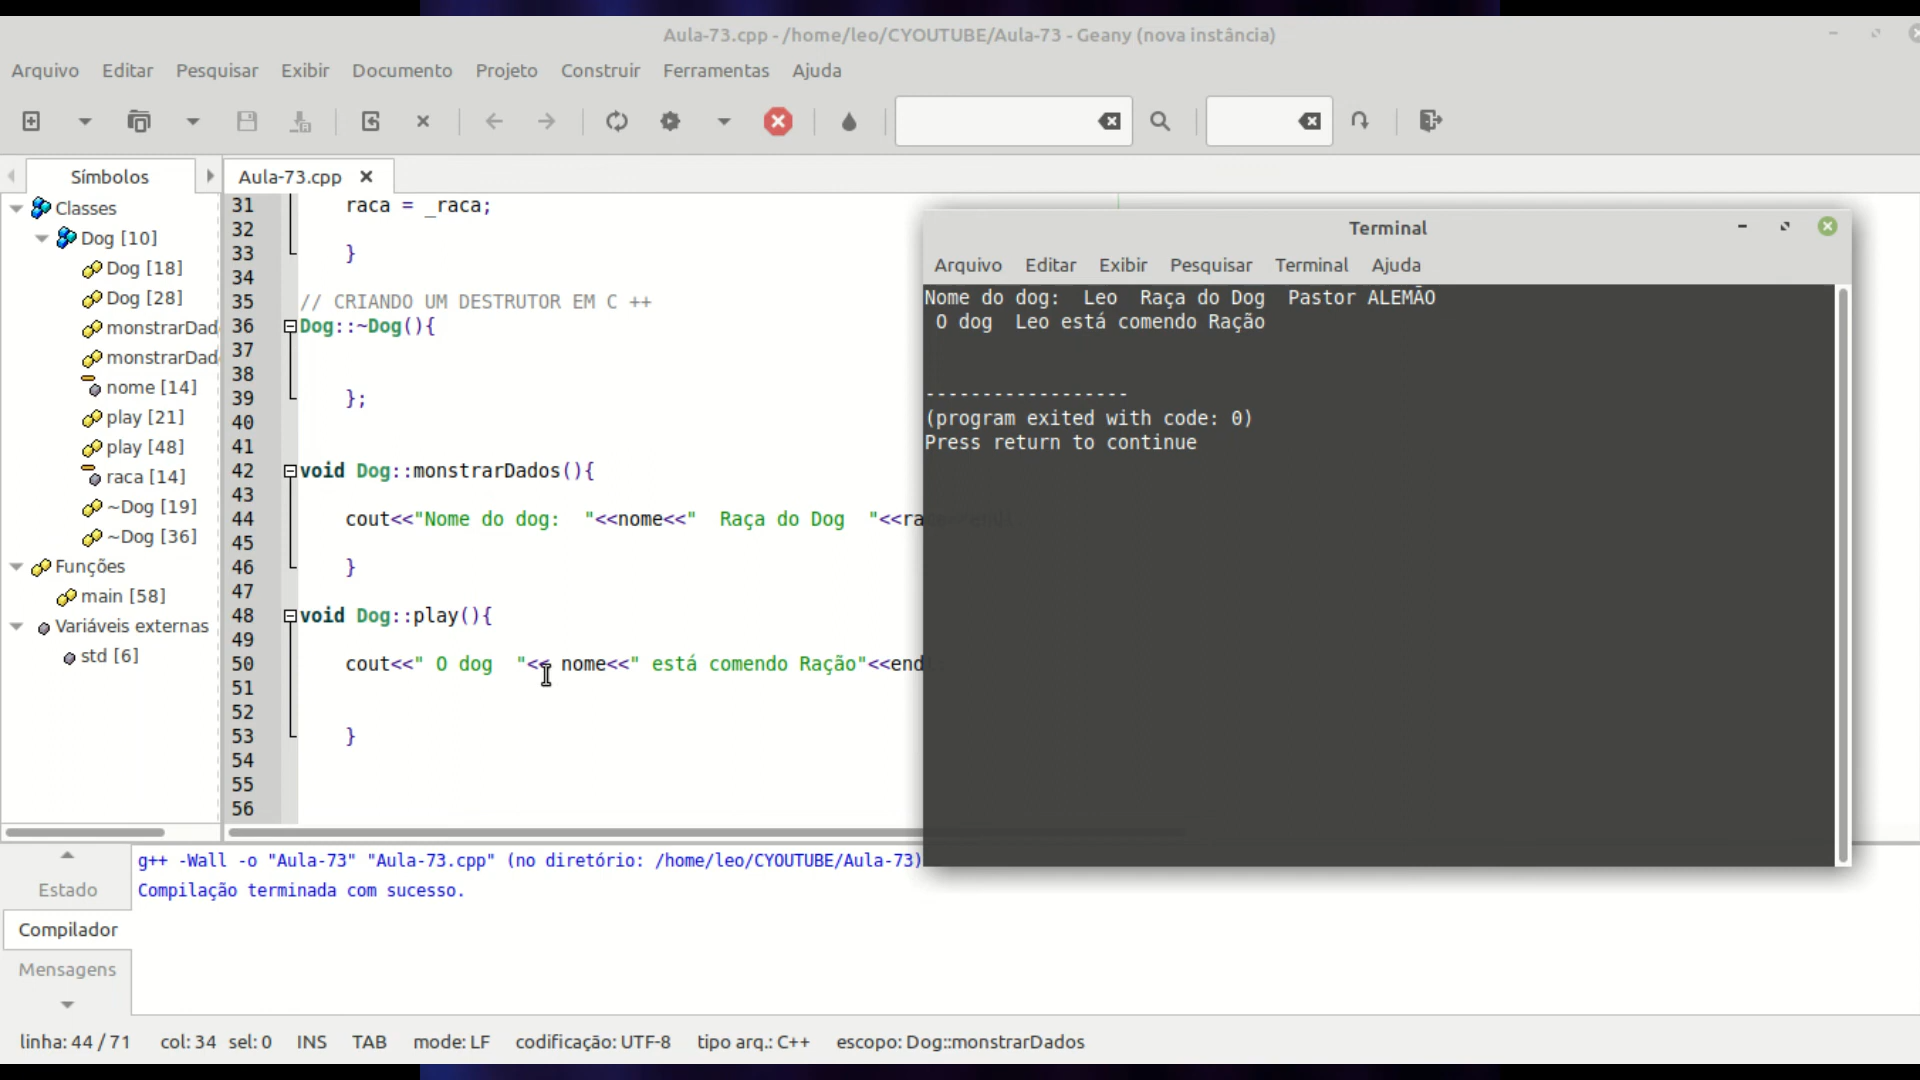 Aula-73.cpp - /home/leo/CYOUTUBE/Aula-73 - Geany (nova instância)
Arquivo Editar Pesquisar Exibir Documento Projeto Construir Ferramentas Ajuda
Símbolos
Aula-73.cpp
Classes
Dog [10]
Dog [18]
Dog [28]
monstrarDad
monstrarDad
nome [14]
play [21]
play [48]
raca [14]
~Dog [19]
~Dog [36]
Funções
main [58]
Variáveis externas
std [6]
31 raca = _raca;
32
33 }
34
35 // CRIANDO UM DESTRUTOR EM C ++
36 Dog::~Dog(){
37
38
39 };
40
41
42 void Dog::monstrarDados(){
43
44 cout<<"Nome do dog:  "<<nome<<"  Raça do Dog  "<<ra
45
46 }
47
48 void Dog::play(){
49
50 cout<<" O dog  "<< nome<<" está comendo Ração"<<end
51
52
53 }
54
55
56
Terminal
Arquivo Editar Exibir Pesquisar Terminal Ajuda
Nome do dog:  Leo  Raça do Dog  Pastor ALEMÃO
O dog  Leo está comendo Ração
------------------
(program exited with code: 0)
Press return to continue
Estado
Compilador
Mensagens
g++ -Wall -o "Aula-73" "Aula-73.cpp" (no diretório: /home/leo/CYOUTUBE/Aula-73)
Compilação terminada com sucesso.
linha: 44 / 71 col: 34 sel: 0 INS TAB mode: LF codificação: UTF-8 tipo arq.: C++ escopo: Dog::monstrarDados